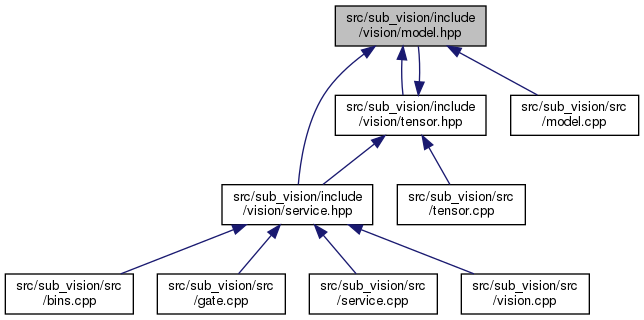 src/sub_vision/include
/vision/model.hpp
src/sub_vision/include
/vision/tensor.hpp
src/sub_vision/src
/model.cpp
src/sub_vision/include
/vision/service.hpp
src/sub_vision/src
/tensor.cpp
src/sub_vision/src
/bins.cpp
src/sub_vision/src
/gate.cpp
src/sub_vision/src
/service.cpp
src/sub_vision/src
/vision.cpp